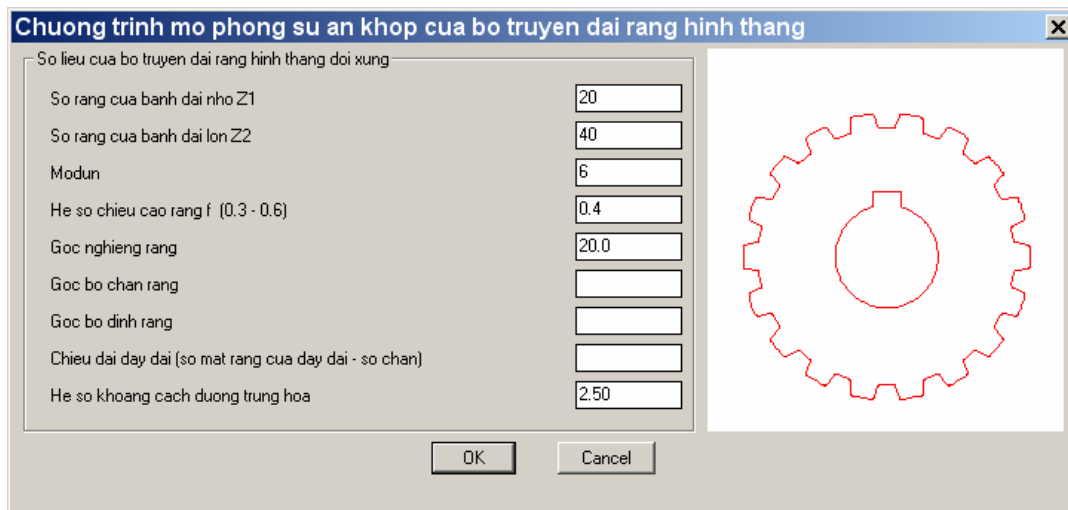 Chuong trinh mo phong su an khop cua bo truyen dai rang hinh thang
So lieu cua bo truyen dai rang hinh thang doi xung
So rang cua banh dai nho Z1 20
So rang cua banh dai lon Z2 40
Modun 6
He so chieu cao rang f (0.3 - 0.6) 0.4
Goc nghieng rang 20.0
Goc bo chan rang
Goc bo dinh rang
Chieu dai day dai (so mat rang cua day dai - so chan)
He so khoang cach duong trung hoa 2.50
OK Cancel